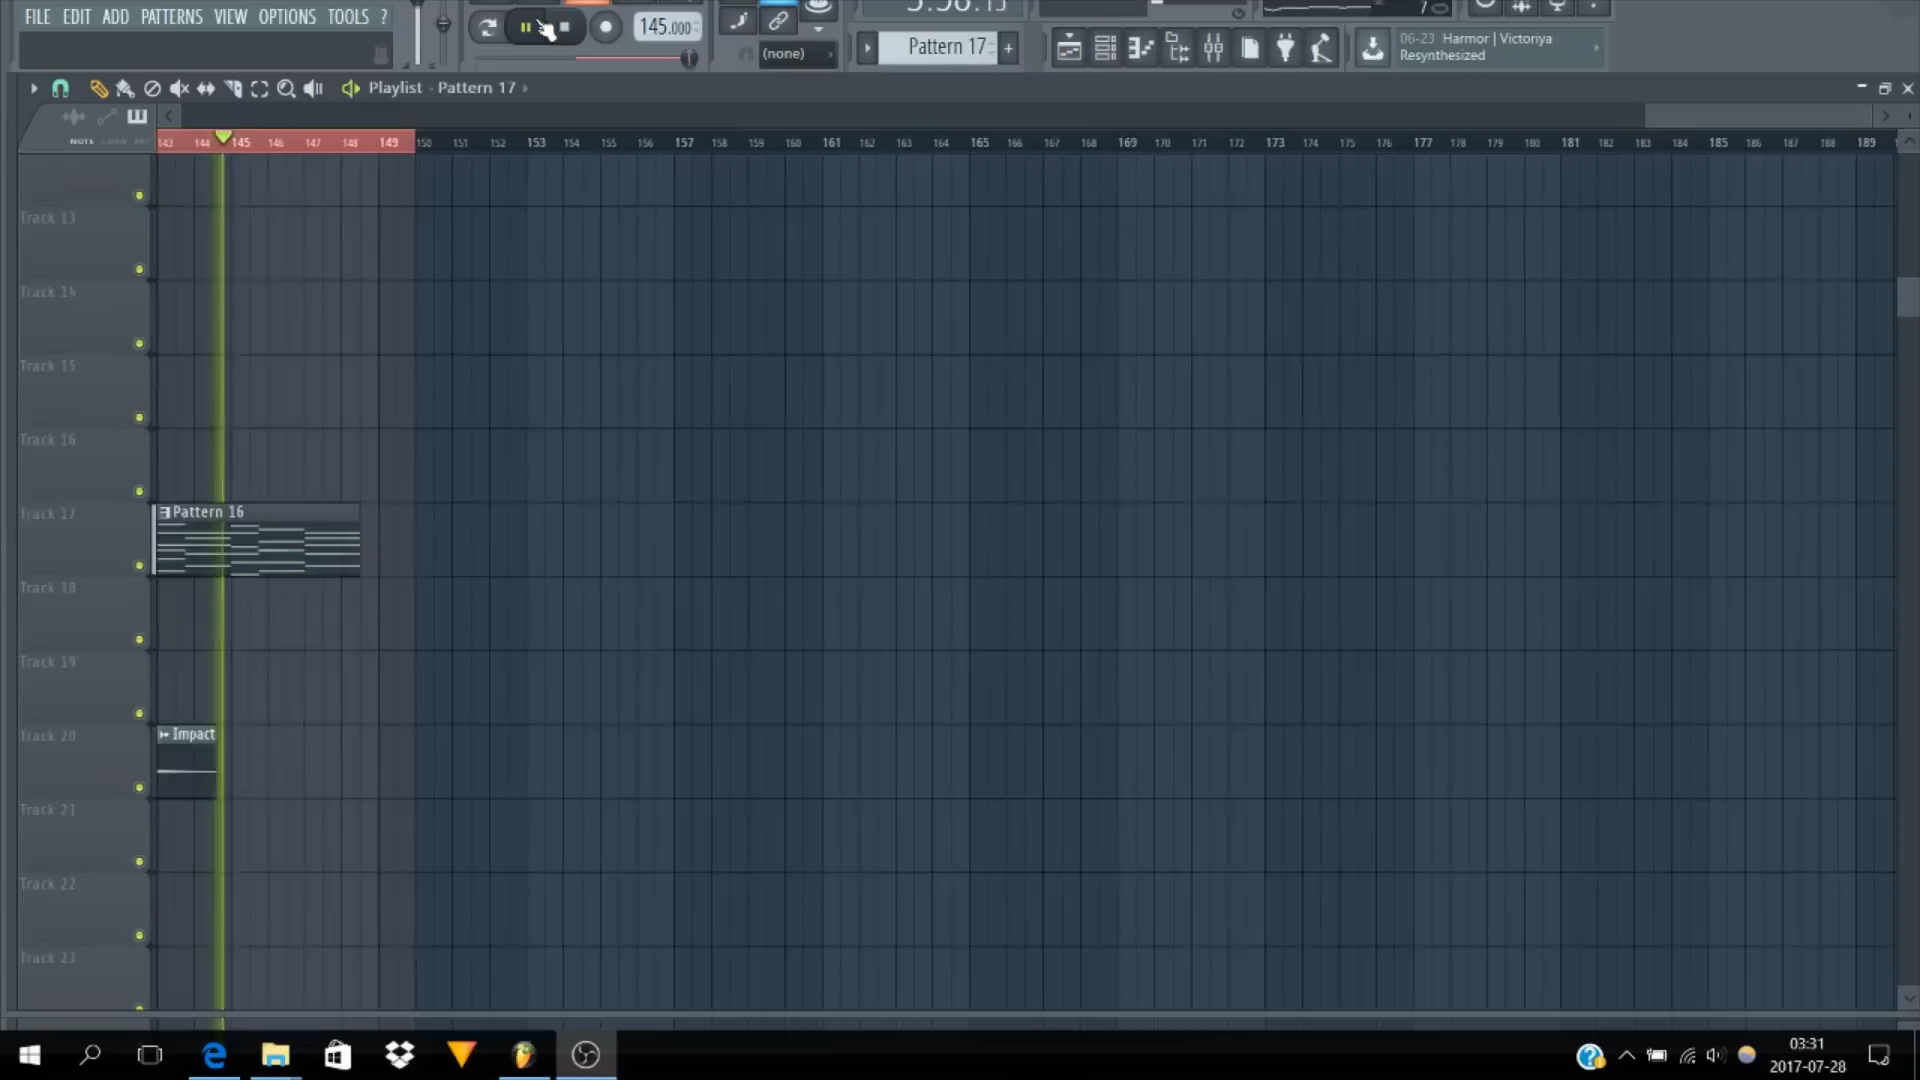 FILE EDIT ADD PATTERNS VIEW OPTIONS TOOLS ?
145.000
(none)
Pattern 17
+
7
06-23 Harmor | Victoriya
Resynthesized
Playlist - Pattern 17
NOTE CHAN PAT
143 144 145 146 147 148 149 150 151 152 153 154 155 156 157 158 159 160 161 162 163 164 165 166 167 168 169 170 171 172 173 174 175 176 177 178 179 180 181 182 183 184 185 186 187 188 189
Track 13
Track 14
Track 15
Track 16
Track 17
Pattern 16
Track 18
Track 19
Track 20
Impact
Track 21
Track 22
Track 23
03:31
2017-07-28